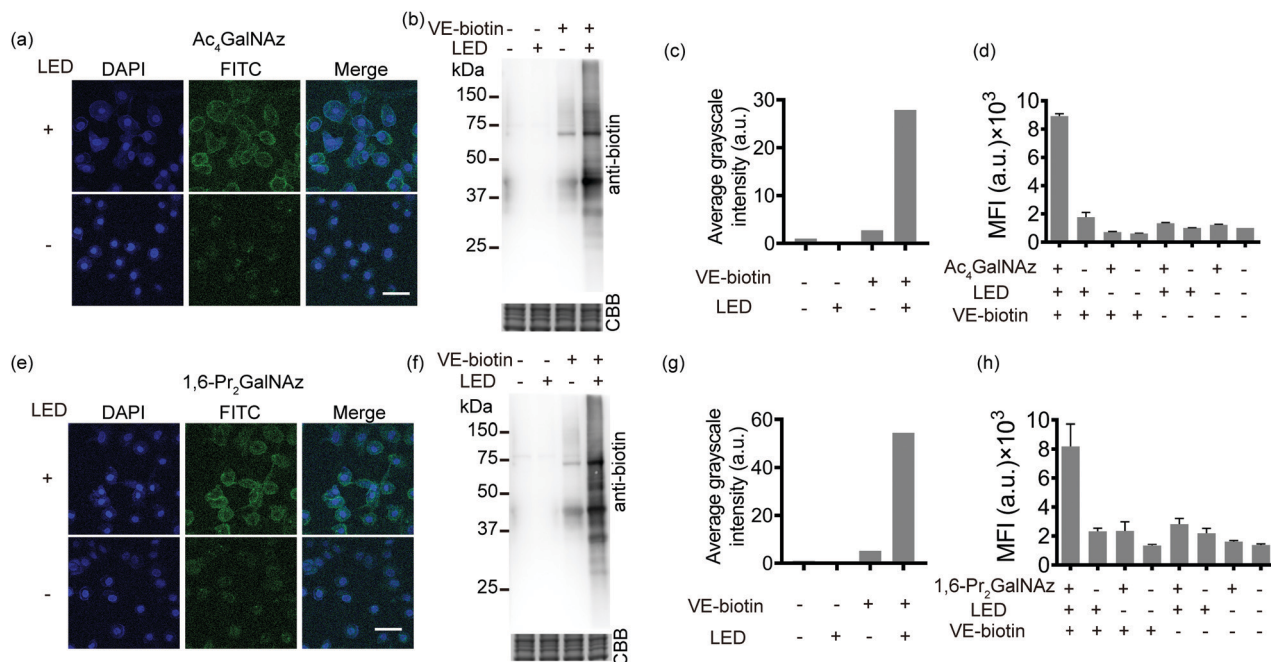 (a)
Ac4GalNAz
LED
DAPI FITC Merge
+
-
(b)
VE-biotin - - + +
LED - + - +
kDa
150
75
50
37
25
anti-biotin
CBB
(c)
Average grayscale
intensity (a.u.)
30
20
10
0
VE-biotin - - + +
LED - + - +
(d)
MFI (a.u.)×10³
10
8
6
4
2
0
Ac₄GalNAz + - + - + - + -
LED + + - - + + - -
VE-biotin + + + + - - - -
(e)
1,6-Pr₂GalNAz
LED
DAPI FITC Merge
+
-
(f)
VE-biotin - - + +
LED - + - +
kDa
150
75
50
37
25
anti-biotin
CBB
(g)
Average grayscale
intensity (a.u.)
60
40
20
0
VE-biotin - - + +
LED - + - +
(h)
MFI (a.u.)×10³
10
8
6
4
2
0
1,6-Pr₂GalNAz + - + - + - + -
LED + + - - + + - -
VE-biotin + + + + - - - -